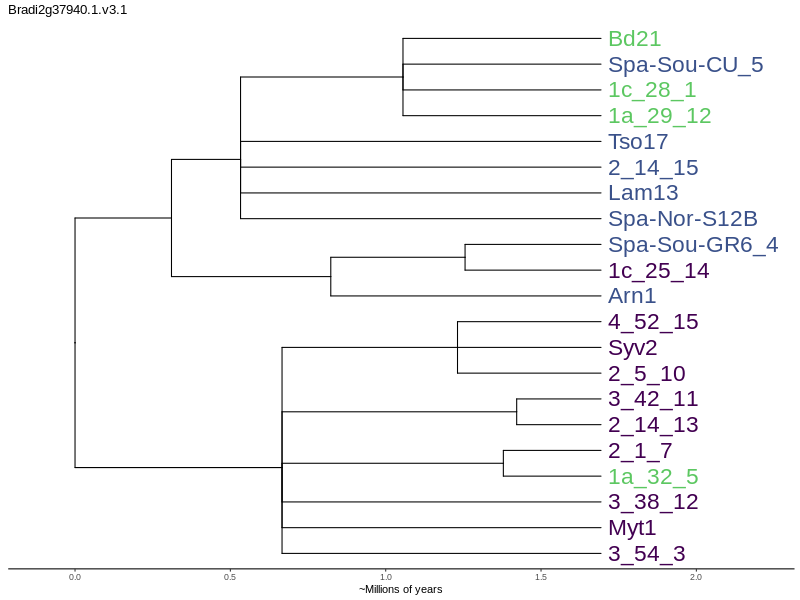 Bradi2g37940.1.v3.1
Bd21
Spa-Sou-CU_5
1c_28_1
1a_29_12
Tso17
2_14_15
Lam13
Spa-Nor-S12B
Spa-Sou-GR6_4
1c_25_14
Arn1
4_52_15
Syv2
2_5_10
3_42_11
2_14_13
2_1_7
1a_32_5
3_38_12
Myt1
3_54_3
0.0 0.5 1.0 1.5 2.0
~Millions of years